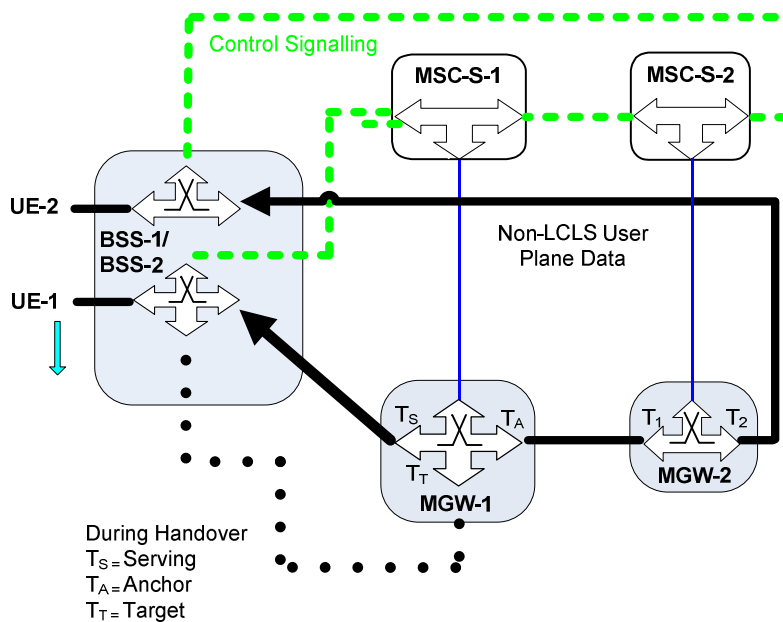 Control Signalling
MSC-S-1
MSC-S-2
UE-2
BSS-1/
BSS-2
Non-LCLS User
Plane Data
UE-1
TS
TA
TT
MGW-1
T1
T2
MGW-2
During Handover
TS=Serving
TA=Anchor
TT=Target